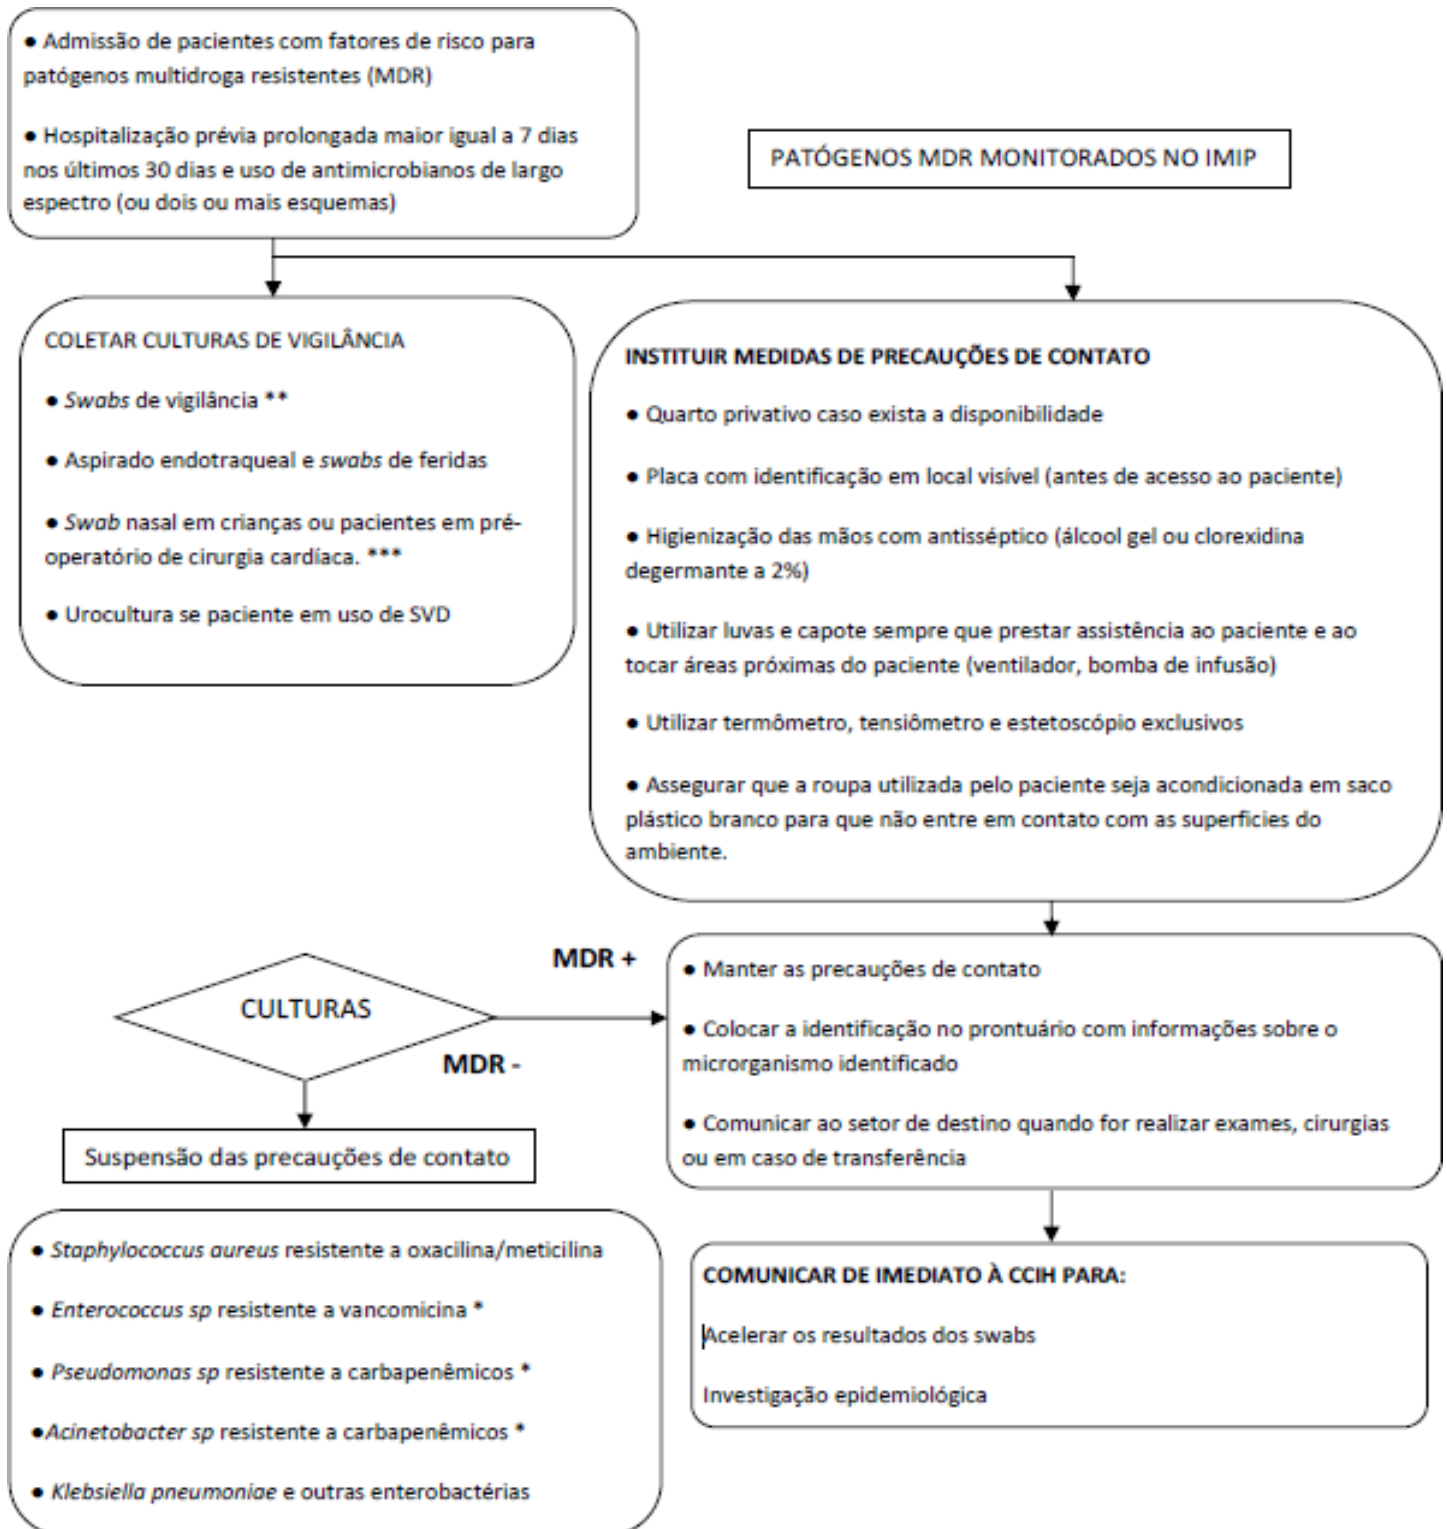 ● Admissão de pacientes com fatores de risco para
patógenos multidroga resistentes (MDR)
● Hospitalização prévia prolongada maior igual a 7 dias
nos últimos 30 dias e uso de antimicrobianos de largo
espectro (ou dois ou mais esquemas)
PATÓGENOS MDR MONITORADOS NO IMIP
COLETAR CULTURAS DE VIGILÂNCIA
● Swabs de vigilância **
● Aspirado endotraqueal e swabs de feridas
● Swab nasal em crianças ou pacientes em pré-
operatório de cirurgia cardíaca. ***
● Urocultura se paciente em uso de SVD
INSTITUIR MEDIDAS DE PRECAUÇÕES DE CONTATO
● Quarto privativo caso exista a disponibilidade
● Placa com identificação em local visível (antes de acesso ao paciente)
● Higienização das mãos com antisséptico (álcool gel ou clorexidina
degermante a 2%)
● Utilizar luvas e capote sempre que prestar assistência ao paciente e ao
tocar áreas próximas do paciente (ventilador, bomba de infusão)
● Utilizar termômetro, tensiômetro e estetoscópio exclusivos
● Assegurar que a roupa utilizada pelo paciente seja acondicionada em saco
plástico branco para que não entre em contato com as superficies do
ambiente.
CULTURAS
MDR +
MDR -
● Manter as precauções de contato
● Colocar a identificação no prontuário com informações sobre o
microrganismo identificado
● Comunicar ao setor de destino quando for realizar exames, cirurgias
ou em caso de transferência
Suspensão das precauções de contato
● Staphylococcus aureus resistente a oxacilina/meticilina
● Enterococcus sp resistente a vancomicina *
● Pseudomonas sp resistente a carbapenêmicos *
●Acinetobacter sp resistente a carbapenêmicos *
● Klebsiella pneumoniae e outras enterobactérias
COMUNICAR DE IMEDIATO À CCIH PARA:
Acelerar os resultados dos swabs
Investigação epidemiológica